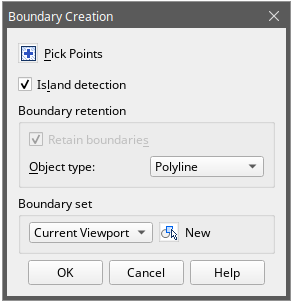 Boundary Creation
Pick Points
Island detection
Boundary retention
Retain boundaries
Object type: Polyline
Boundary set
Current Viewport New
OK Cancel Help